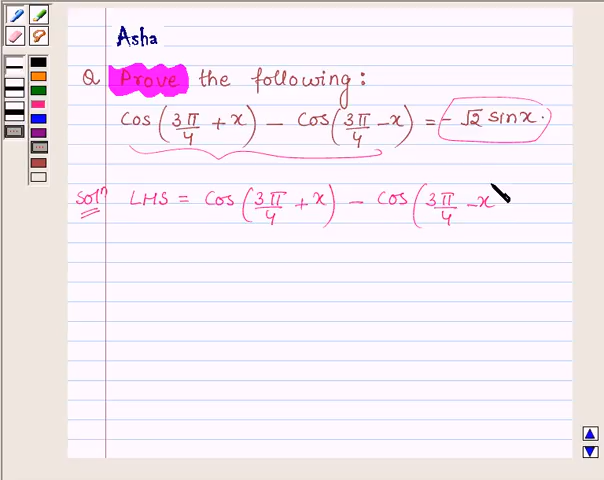 Asha
Q Prove the following:
Cos(3π/4 + x) - Cos(3π/4 - x) = - √2 sinx.
Solⁿ LHS = Cos(3π/4 + x) - Cos(3π/4 - x